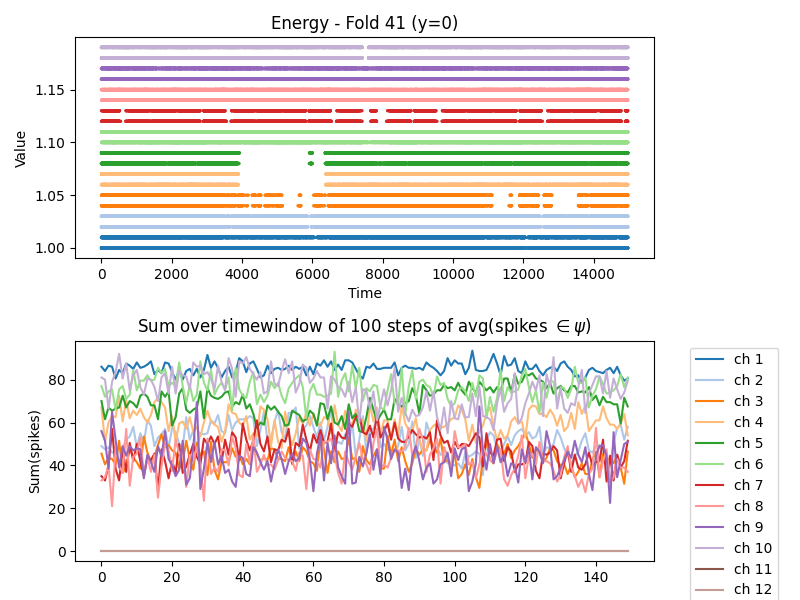 Energy - Fold 41 (y=0)
Value
1.15
1.10
1.05
1.00
0 2000 4000 6000 8000 10000 12000 14000
Time
Sum over timewindow of 100 steps of avg(spikes ∈ ψ)
Sum(spikes)
80
60
40
20
0
0 20 40 60 80 100 120 140
ch 1
ch 2
ch 3
ch 4
ch 5
ch 6
ch 7
ch 8
ch 9
ch 10
ch 11
ch 12